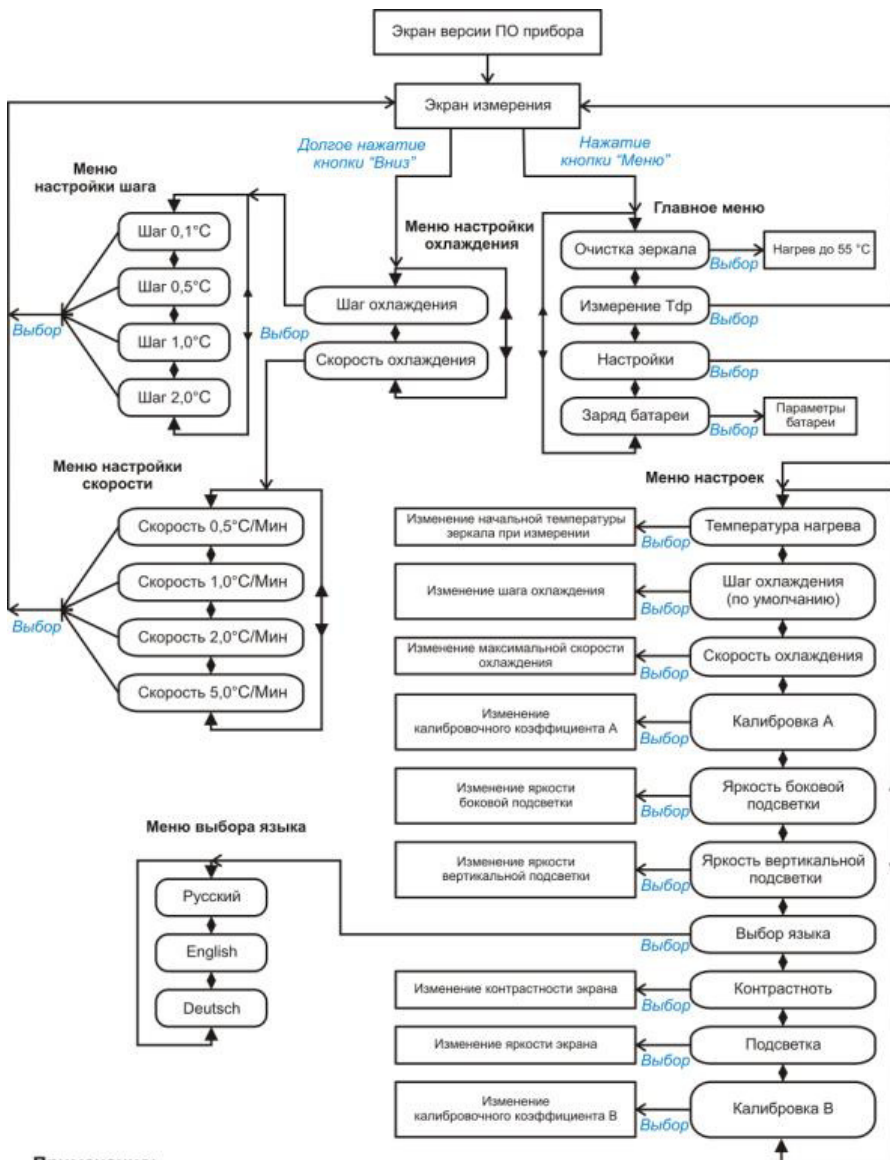 Экран версии ПО прибора
Экран измерения
Долгое нажатие
кнопки "Вниз"
Нажатие
кнопки "Меню"
Меню
настройки шага
Шаг 0,1°C
Шаг 0,5°C
Шаг 1,0°C
Шаг 2,0°C
Выбор
Меню настройки
охлаждения
Шаг охлаждения
Выбор
Скорость охлаждения
Главное меню
Очистка зеркала
Выбор
Нагрев до 55 °C
Измерение Tdp
Выбор
Настройки
Выбор
Заряд батареи
Выбор
Параметры
батареи
Меню настройки
скорости
Скорость 0,5°C/Мин
Скорость 1,0°C/Мин
Скорость 2,0°C/Мин
Скорость 5,0°C/Мин
Выбор
Меню настроек
Изменение начальной температуры
зеркала при измерении
Выбор
Температура нагрева
Изменение шага охлаждения
Выбор
Шаг охлаждения
(по умолчанию)
Изменение максимальной скорости
охлаждения
Выбор
Скорость охлаждения
Изменение
калибровочного коэффициента А
Выбор
Калибровка А
Изменение яркости
боковой подсветки
Выбор
Яркость боковой
подсветки
Изменение яркости
вертикальной подсветки
Выбор
Яркость вертикальной
подсветки
Меню выбора языка
Русский
English
Deutsch
Выбор
Выбор языка
Изменение контрастности экрана
Выбор
Контрастноть
Изменение яркости экрана
Выбор
Подсветка
Изменение
калибровочного коэффициента В
Выбор
Калибровка В